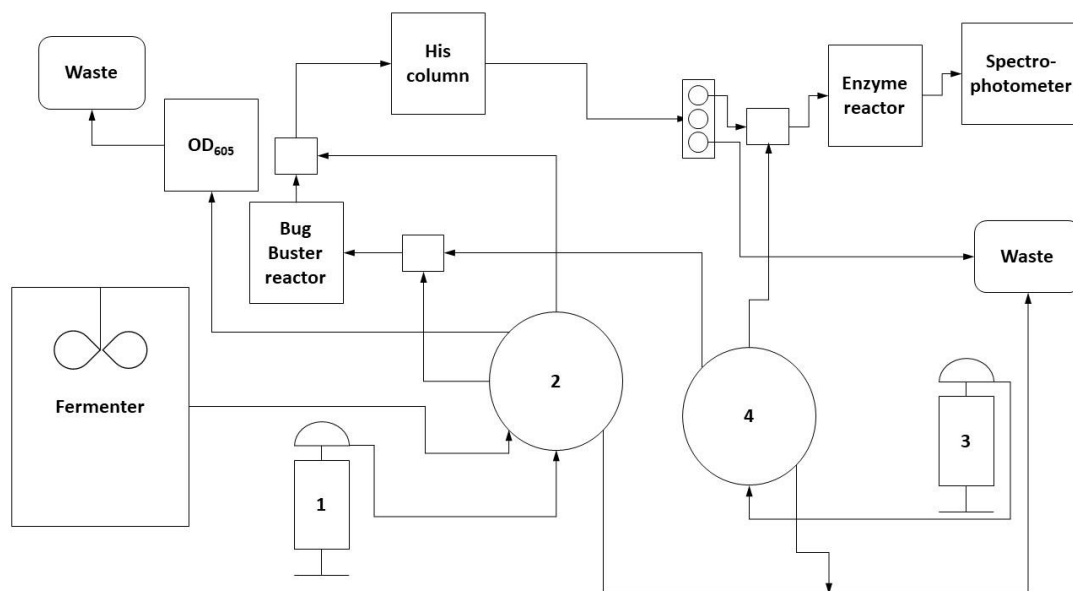 Waste
OD605
His
column
Enzyme
reactor
Spectro-
photometer
Bug
Buster
reactor
Waste
Fermenter
2
4
1
3